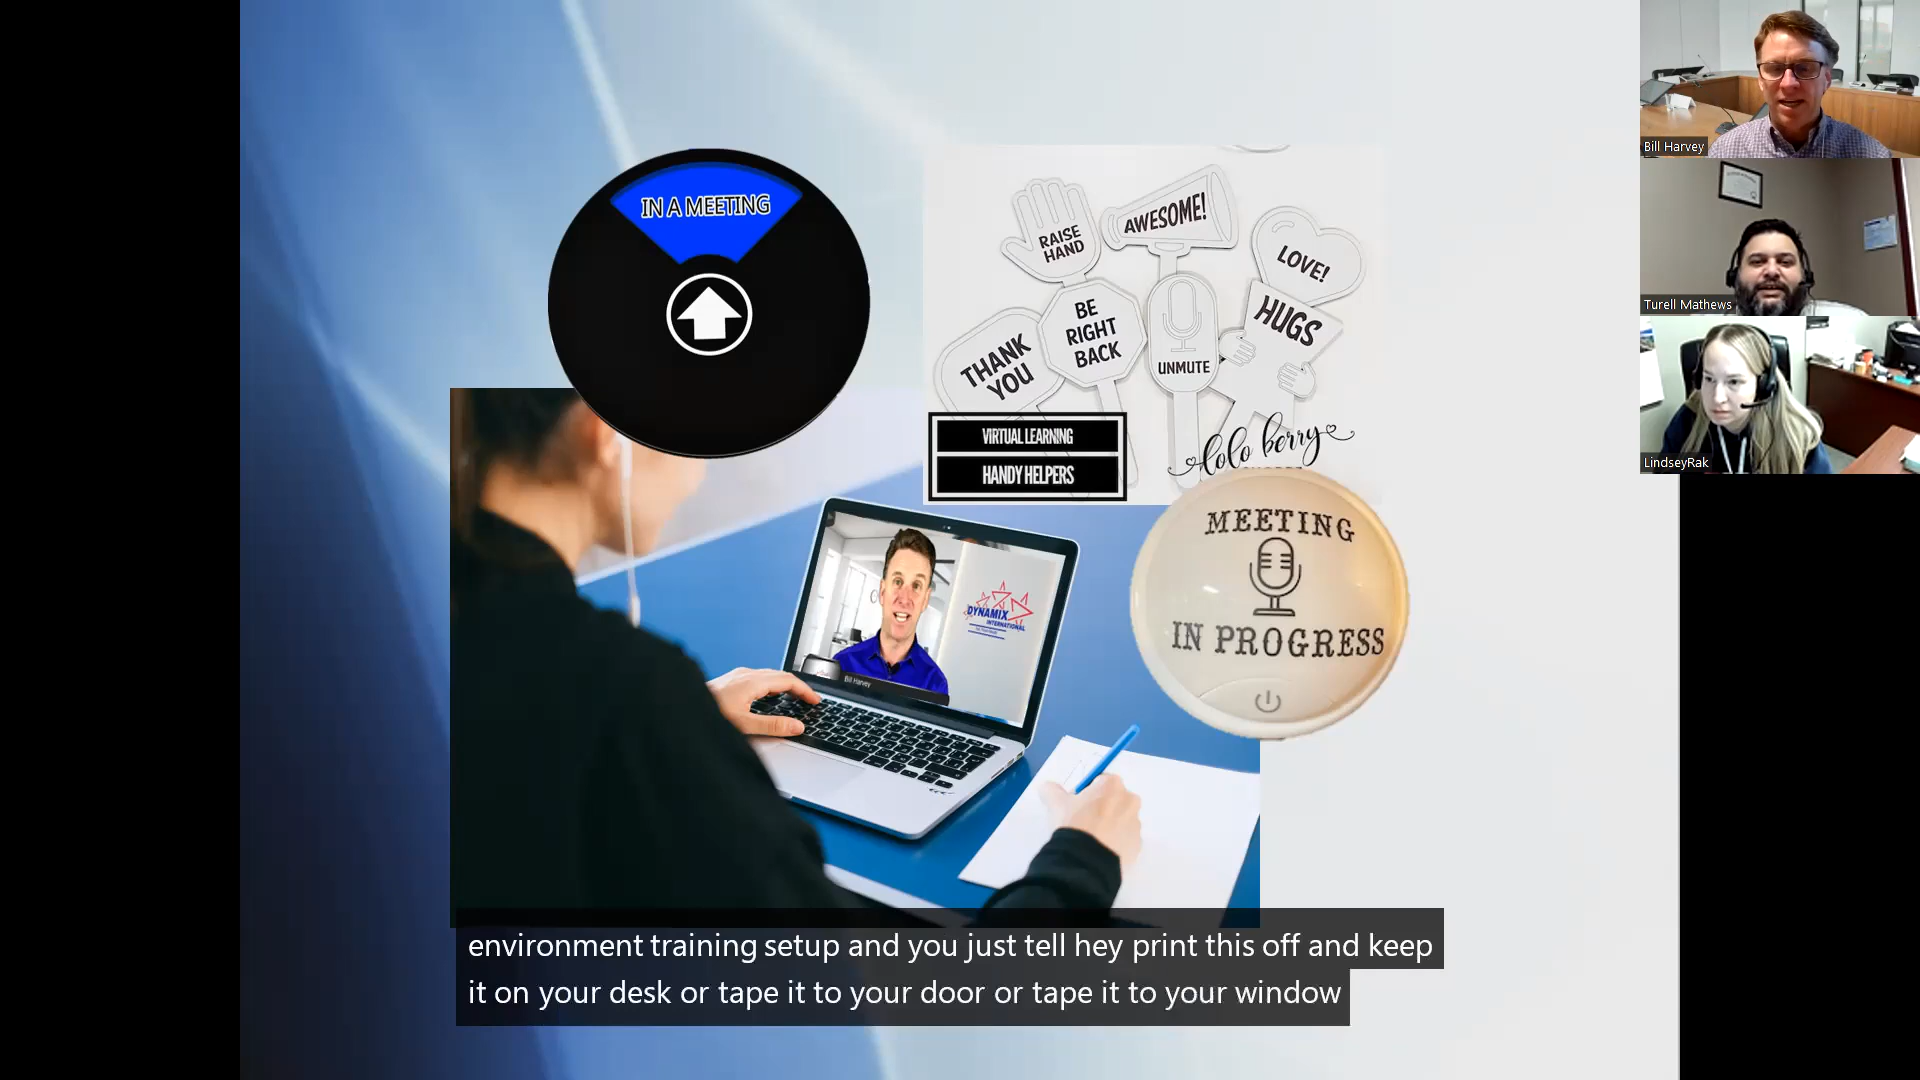 IN A MEETING
RAISE
HAND
AWESOME!
LOVE!
THANK
YOU
BE
RIGHT
BACK
UNMUTE
HUGS
VIRTUAL LEARNING
HANDY HELPERS
lolo berry
MEETING
IN PROGRESS
DYNAMIX
INTERNATIONAL
Bill Harvey
environment training setup and you just tell hey print this off and keep
it on your desk or tape it to your door or tape it to your window
Bill Harvey
Turell Mathews
LindseyRak